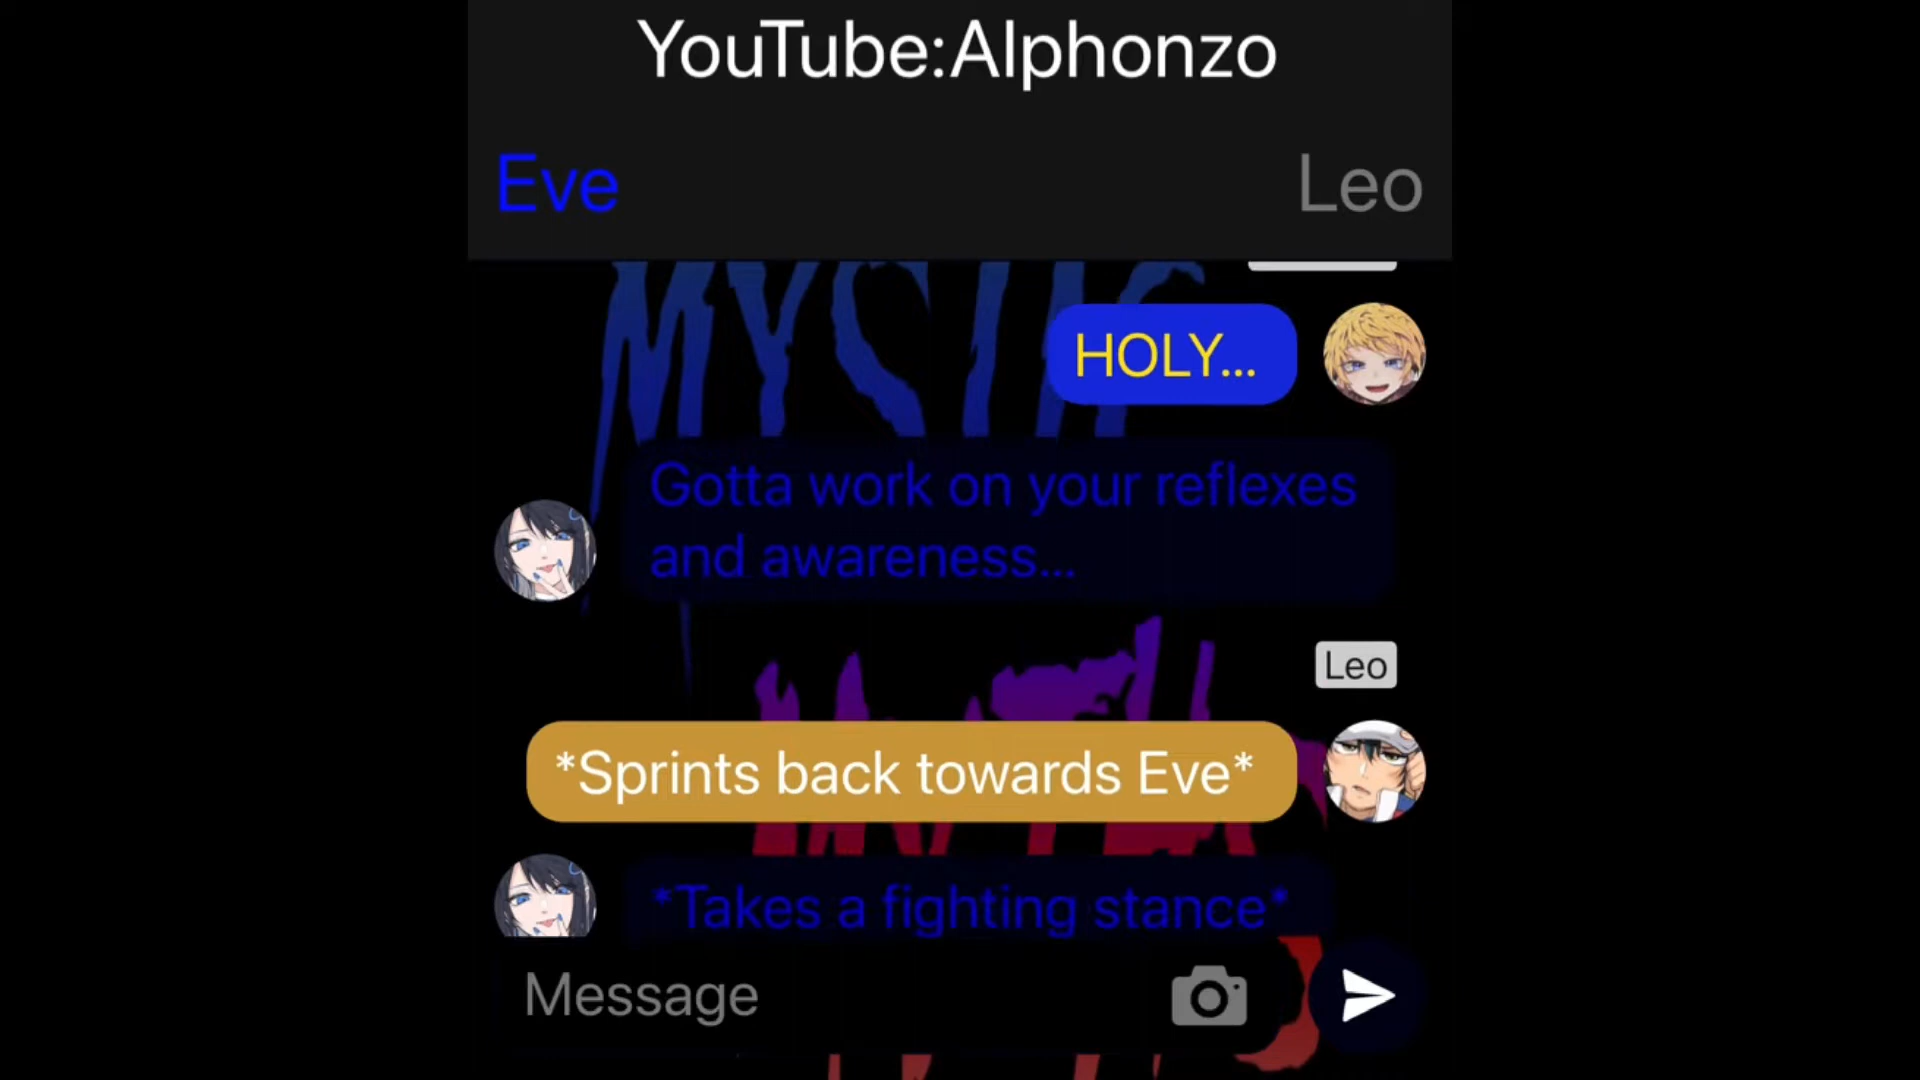 YouTube:Alphonzo
Eve
Leo
MYSTIC
HOLY...
Gotta work on your reflexes
and awareness...
Leo
*Sprints back towards Eve*
*Takes a fighting stance*
Message